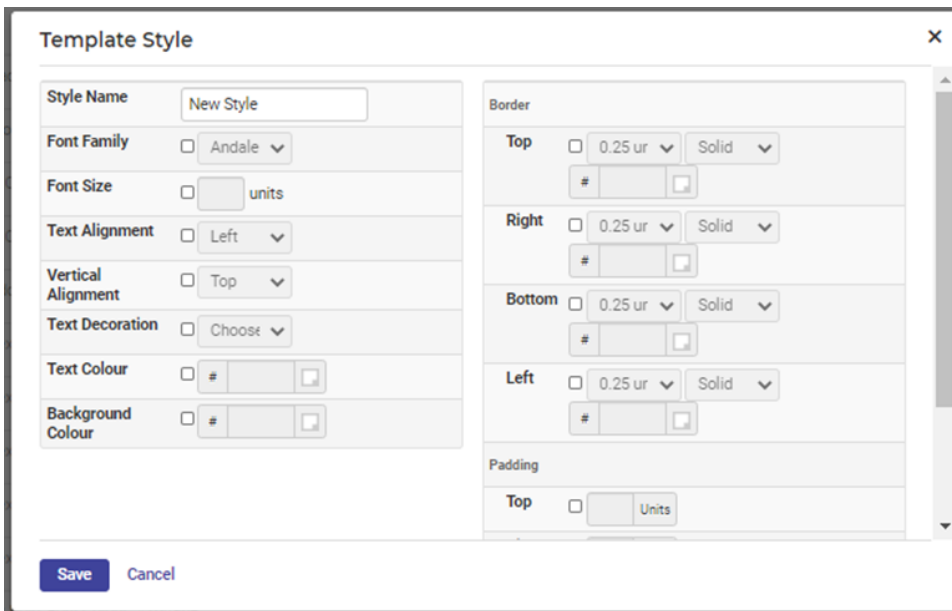 Template Style
×
Style Name
New Style
Font Family
Andale
Font Size
units
Text Alignment
Left
Vertical
Alignment
Top
Text Decoration
Choose
Text Colour
#
Background
Colour
#
Border
Top
0.25 ur
Solid
#
Right
0.25 ur
Solid
#
Bottom
0.25 ur
Solid
#
Left
0.25 ur
Solid
#
Padding
Top
Units
Save
Cancel